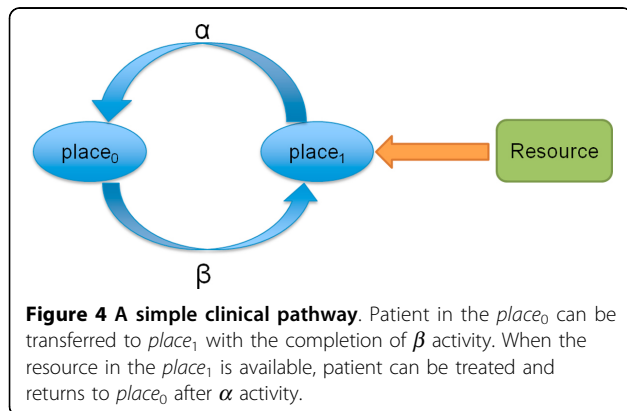 α
place₀
place₁
Resource
β
Figure 4 A simple clinical pathway. Patient in the place₀ can be
transferred to place₁ with the completion of β activity. When the
resource in the place₁ is available, patient can be treated and
returns to place₀ after α activity.